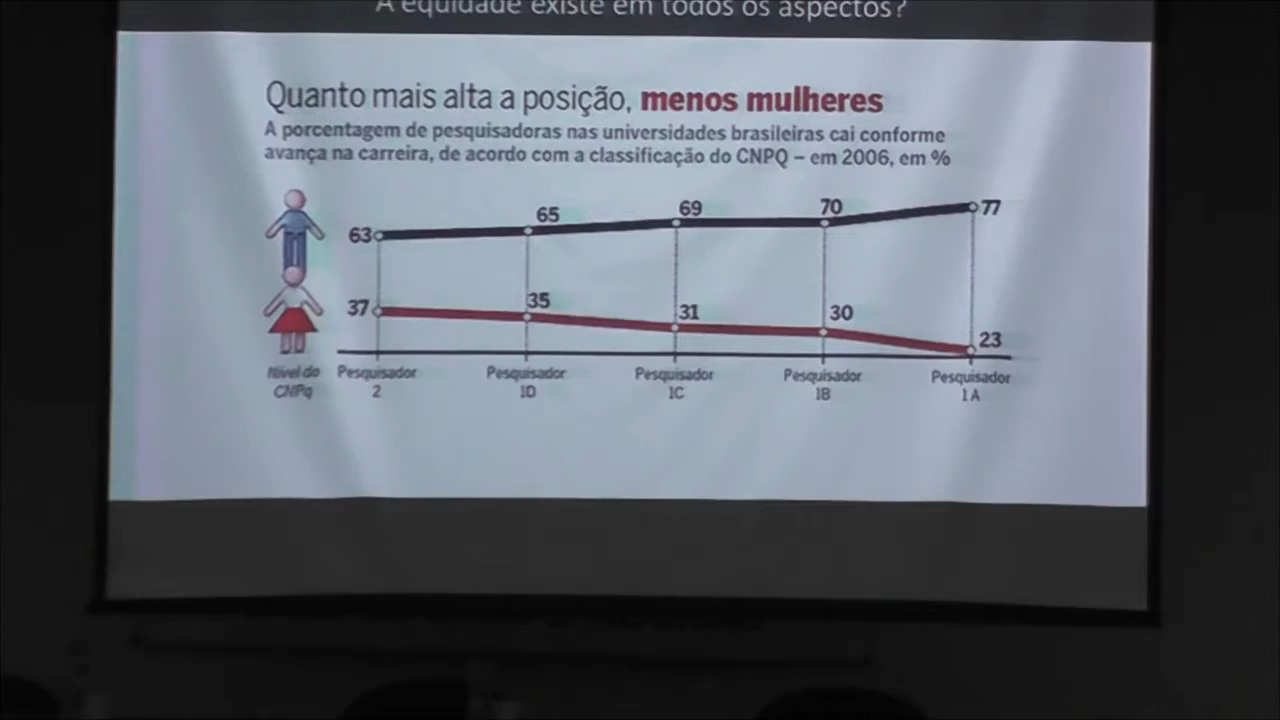 A equidade existe em todos os aspectos?
Quanto mais alta a posição, menos mulheres
A porcentagem de pesquisadoras nas universidades brasileiras cai conforme
avança na carreira, de acordo com a classificação do CNPQ – em 2006, em %
63 65 69 70 77
37 35 31 30 23
Nível do Pesquisador Pesquisador Pesquisador Pesquisador Pesquisador
CNPq 2 1D 1C 1B 1A